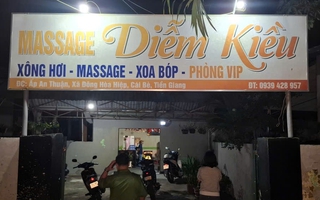 MASSAGE Diễm Kiều
XÔNG HƠI - MASSAGE - XOA BÓP - PHÒNG VIP
ĐC: Ấp An Thuận, Xã Đông Hòa Hiệp, Cái Bè, Tiền Giang ĐT: 0939 428 957